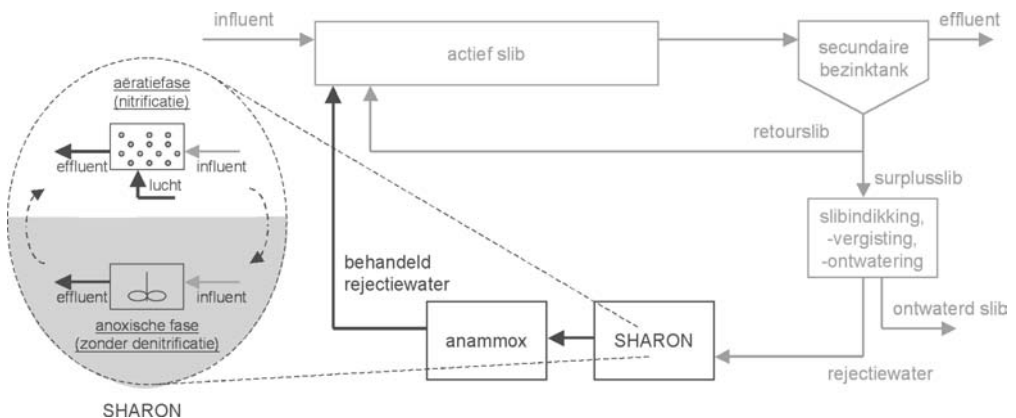 influent
actief slib
secundaire
bezinktank
effluent
retourslib
surplusslib
slibindikking,
-vergisting,
-ontwatering
ontwaterd slib
rejectiewater
SHARON
anammox
behandeld
rejectiewater
aëratiefase
(nitrificatie)
effluent
influent
lucht
effluent
influent
anoxische fase
(zonder denitrificatie)
SHARON